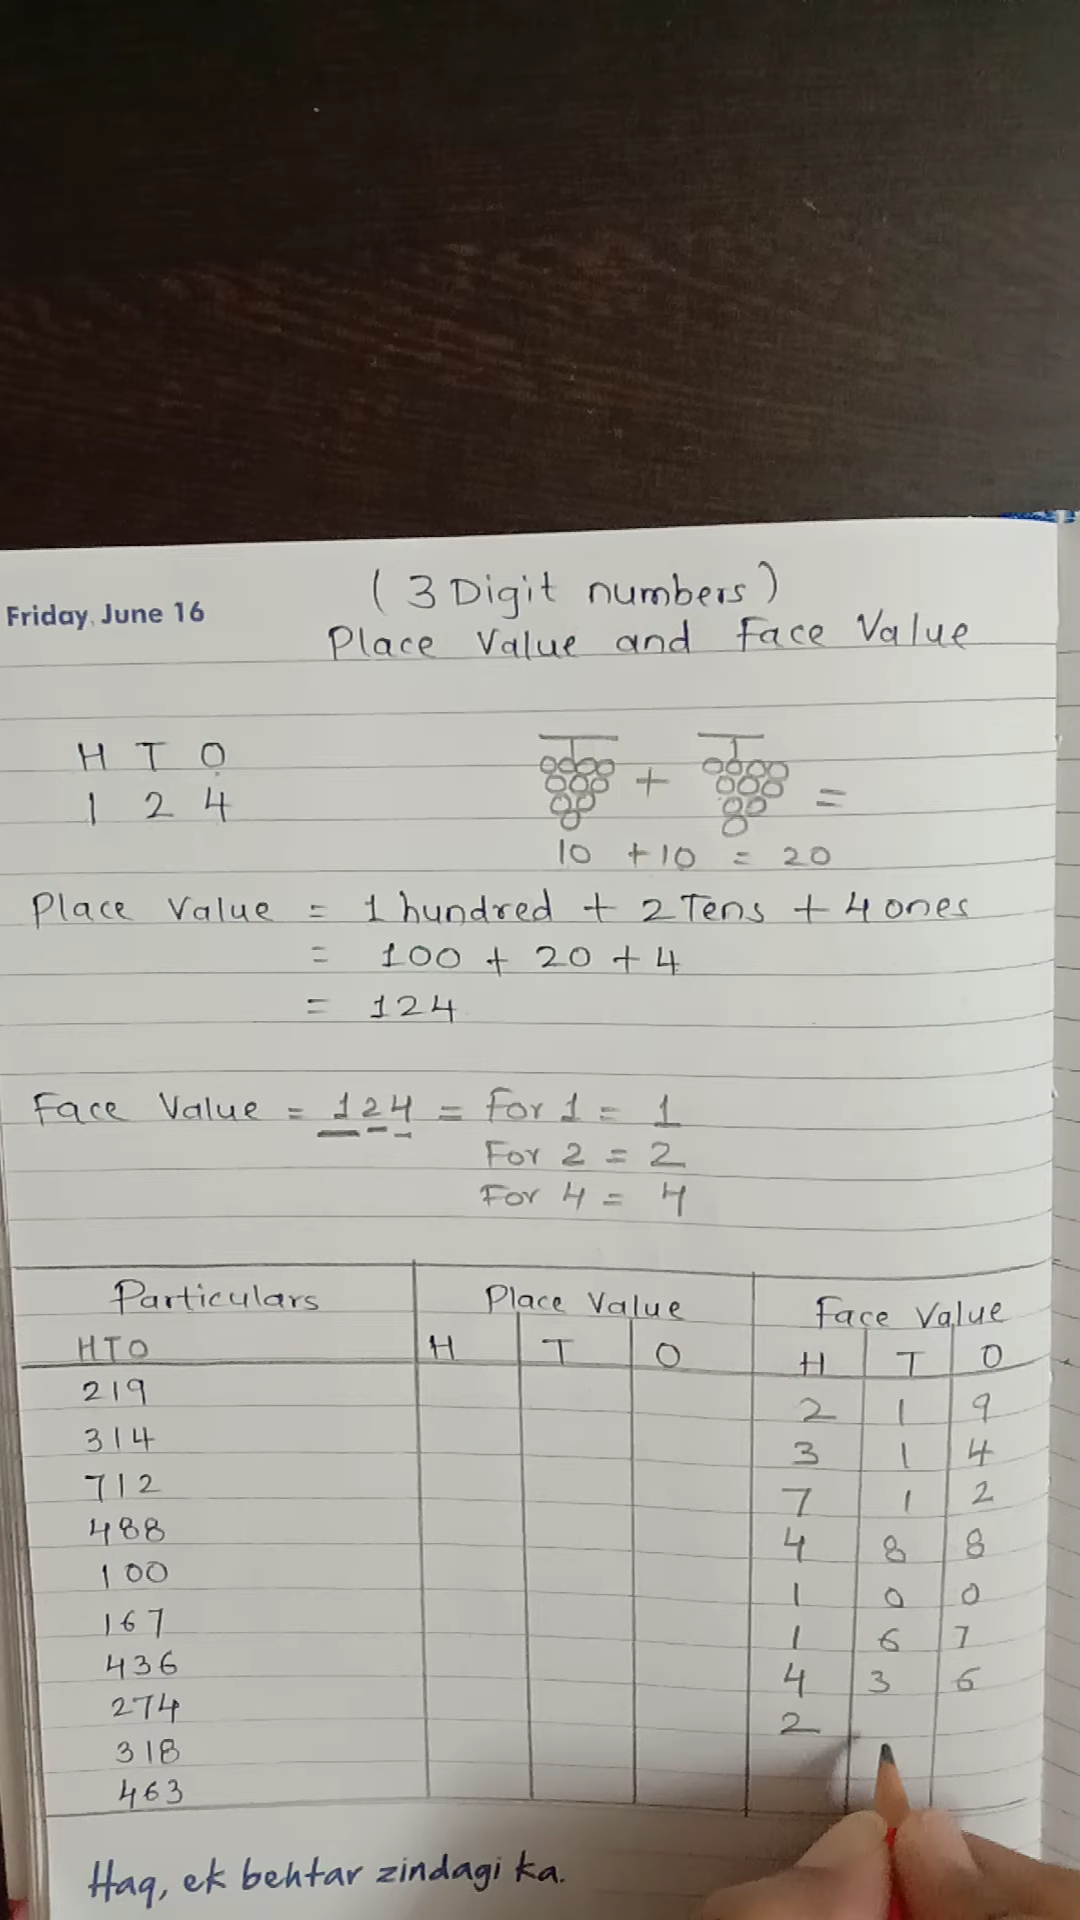 ( 3 Digit numbers )
Friday, June 16
Place Value and Face Value
H T O
1 2 4
+ =
10 + 10 = 20
Place Value = 1 hundred + 2 Tens + 4 ones
= 100 + 20 + 4
= 124
Face Value = 124 = For 1 = 1
For 2 = 2
For 4 = 4
Particulars Place Value Face Value
HTO H T O H T O
219 2 1 9
314 3 1 4
712 7 1 2
488 4 8 8
100 1 0 0
167 1 6 7
436 4 3 6
274 2
318
463
Haq, ek behtar zindagi ka.